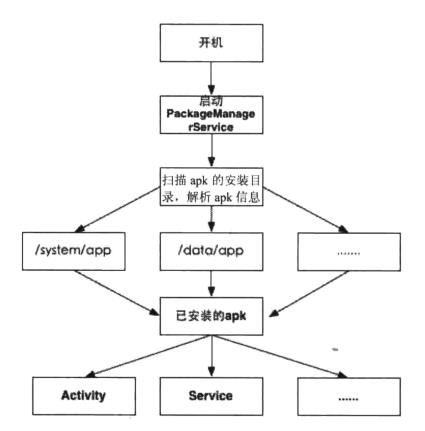 开机
启动
PackageManage
rService
扫描 apk 的安装目
录，解析 apk 信息
/system/app
/data/app
.......
已安装的apk
Activity
Service
......